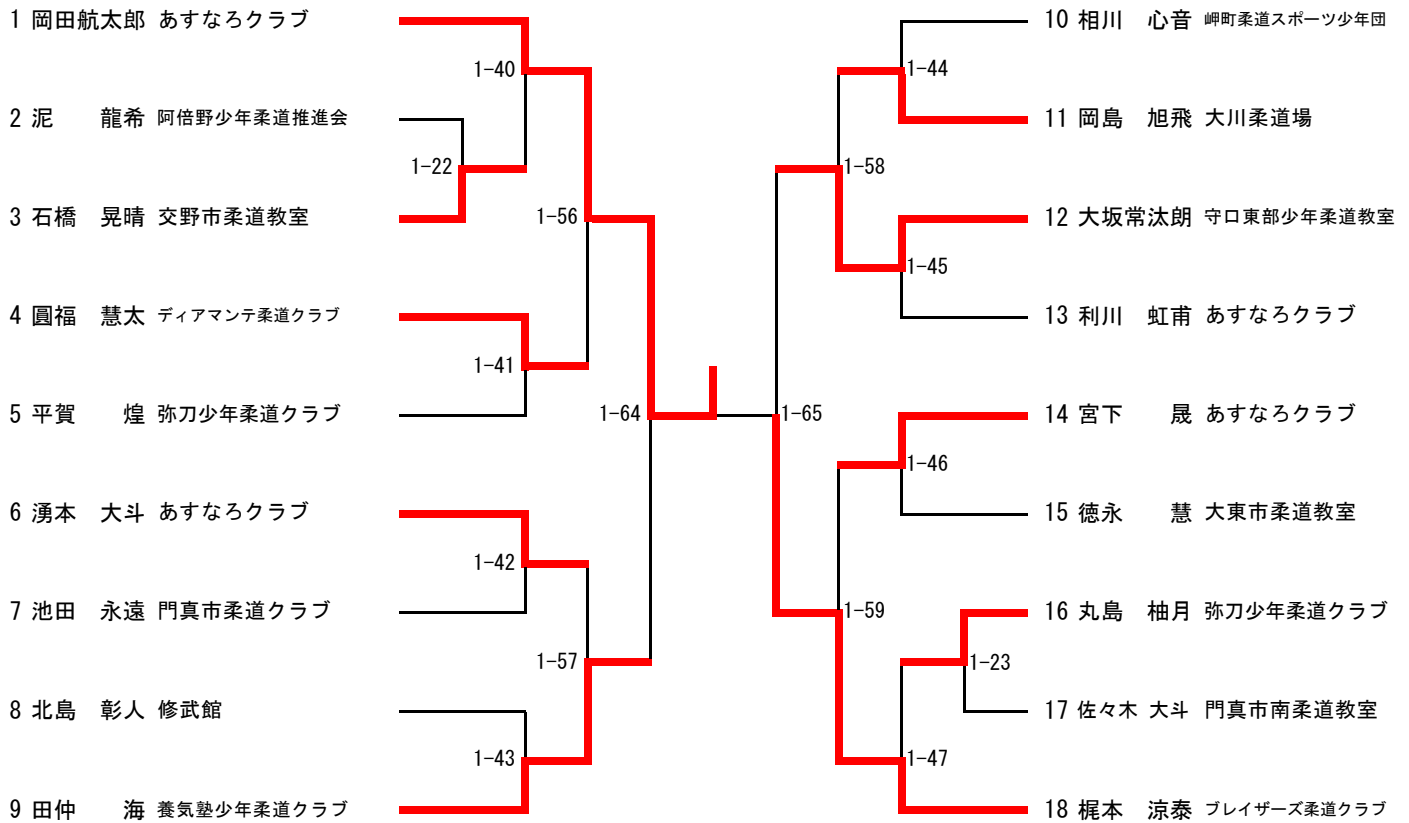 1 岡田航太郎 あすなろクラブ
1-40
2 泥　　龍希 阿倍野少年柔道推進会
1-22
3 石橋　晃晴 交野市柔道教室
1-56
4 圓福　慧太 ディアマンテ柔道クラブ
1-41
5 平賀　　煌 弥刀少年柔道クラブ
1-64
6 湧本　大斗 あすなろクラブ
1-42
7 池田　永遠 門真市柔道クラブ
1-57
8 北島　彰人 修武館
1-43
9 田仲　　海 養気塾少年柔道クラブ
10 相川　心音 岬町柔道スポーツ少年団
1-44
11 岡島　旭飛 大川柔道場
1-58
12 大坂常汰朗 守口東部少年柔道教室
1-45
13 利川　虹甫 あすなろクラブ
1-65
14 宮下　　晟 あすなろクラブ
1-46
15 徳永　　慧 大東市柔道教室
1-59
16 丸島　柚月 弥刀少年柔道クラブ
1-23
17 佐々木 大斗 門真市南柔道教室
1-47
18 梶本　涼泰 ブレイザーズ柔道クラブ